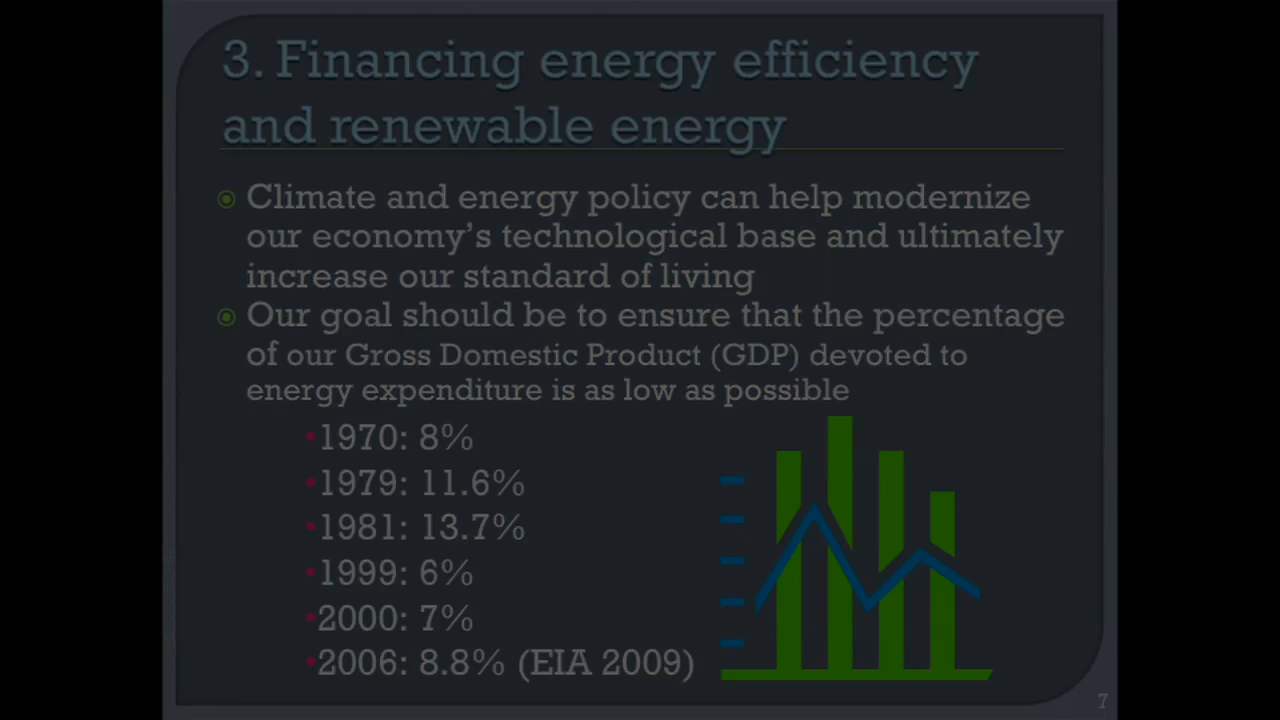 3. Financing energy efficiency
and renewable energy
Climate and energy policy can help modernize
our economy’s technological base and ultimately
increase our standard of living
Our goal should be to ensure that the percentage
of our Gross Domestic Product (GDP) devoted to
energy expenditure is as low as possible
•1970: 8%
•1979: 11.6%
•1981: 13.7%
•1999: 6%
•2000: 7%
•2006: 8.8% (EIA 2009)
7